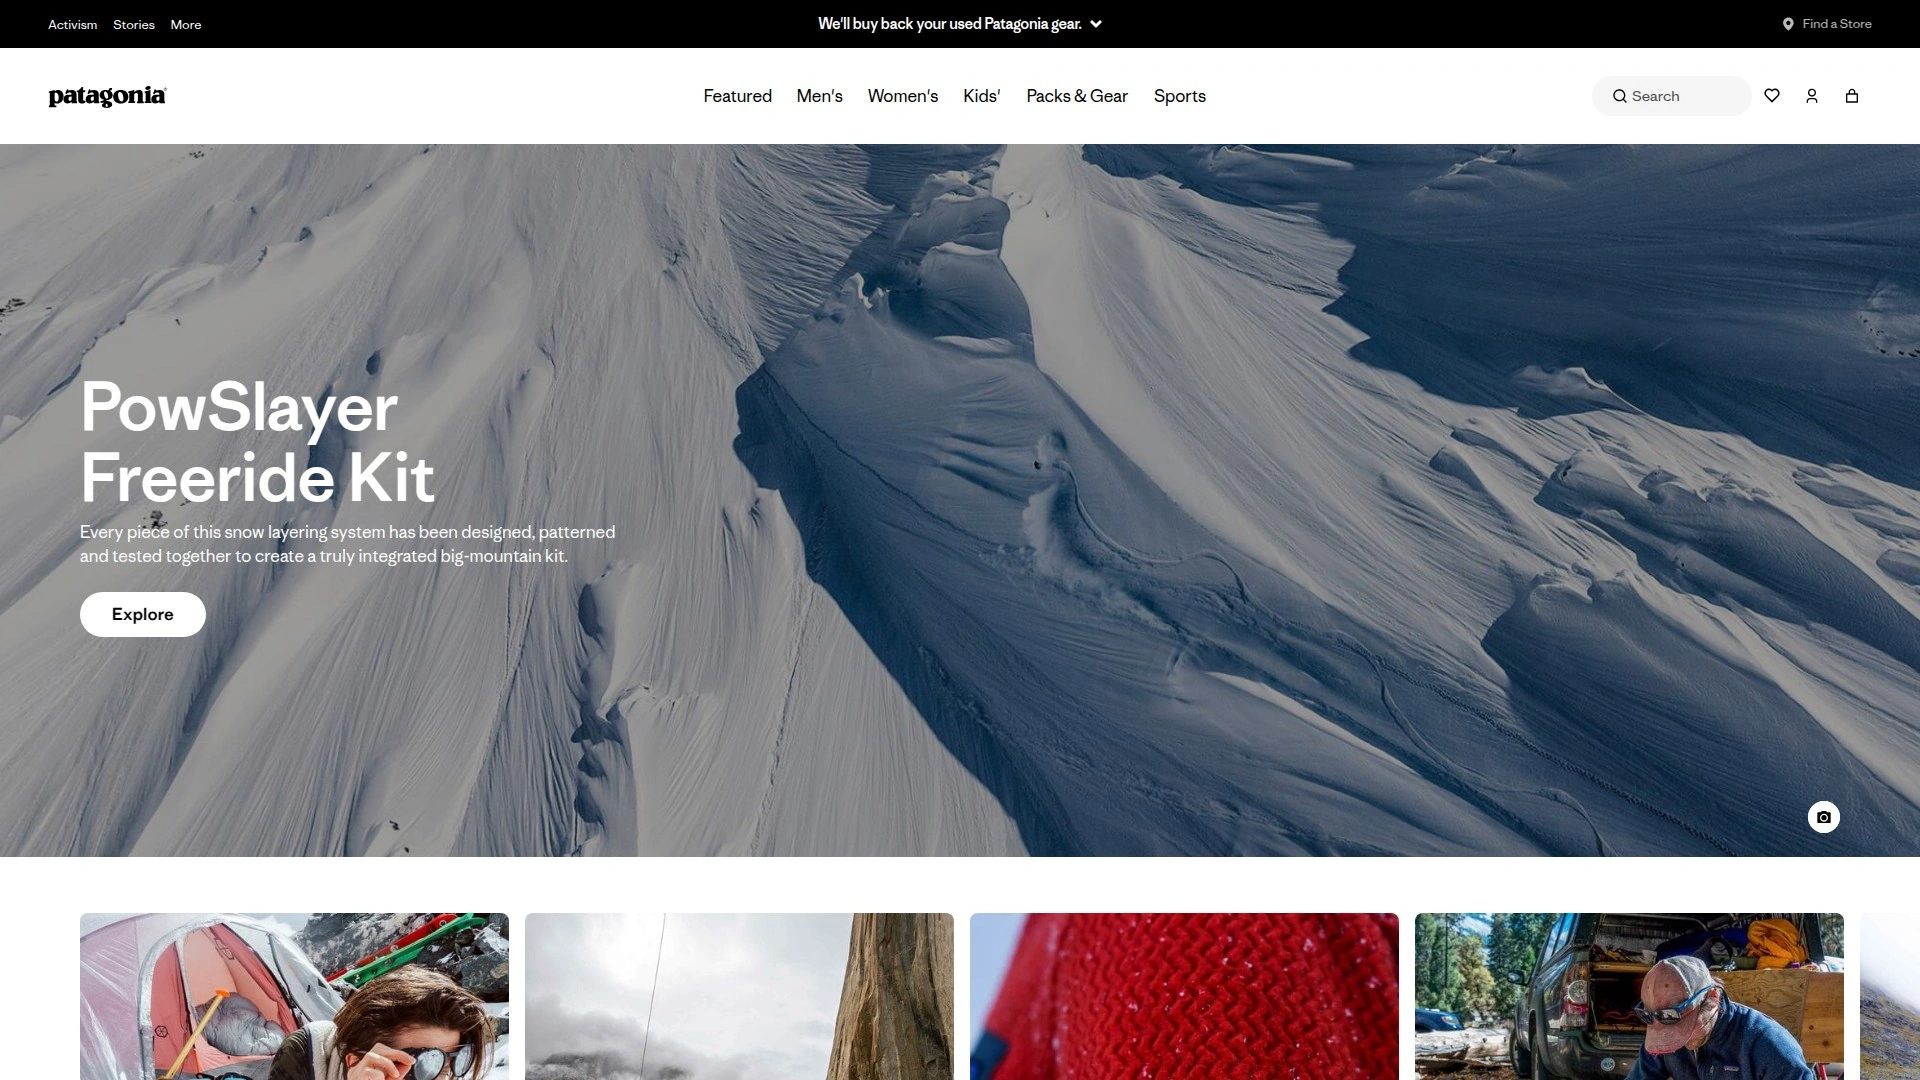 Activism Stories More
We'll buy back your used Patagonia gear.
Find a Store
patagonia
Featured Men's Women's Kids' Packs & Gear Sports
Search
PowSlayer
Freeride Kit
Every piece of this snow layering system has been designed, patterned
and tested together to create a truly integrated big-mountain kit.
Explore